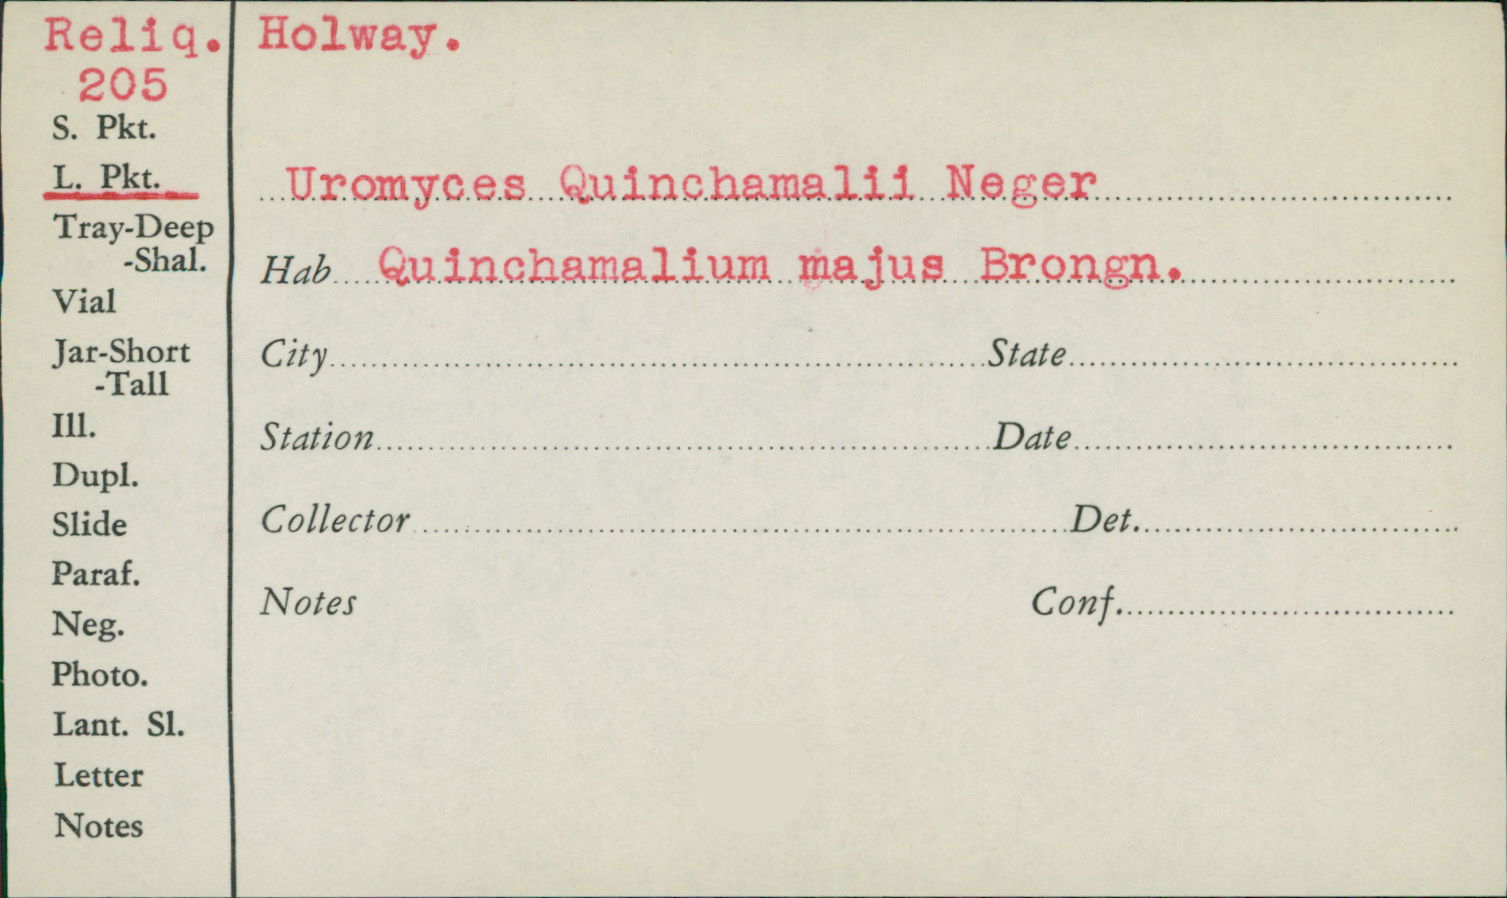 Reliq. Holway.
205
S. Pkt.
L. Pkt.
Uromyces Quinchamalii Neger
Tray-Deep
-Shal.
Hab Quinchamalium majus Brongn.
Vial
Jar-Short
-Tall
City State
Ill.
Station Date
Dupl.
Slide
Collector Det.
Paraf.
Notes Conf.
Neg.
Photo.
Lant. Sl.
Letter
Notes